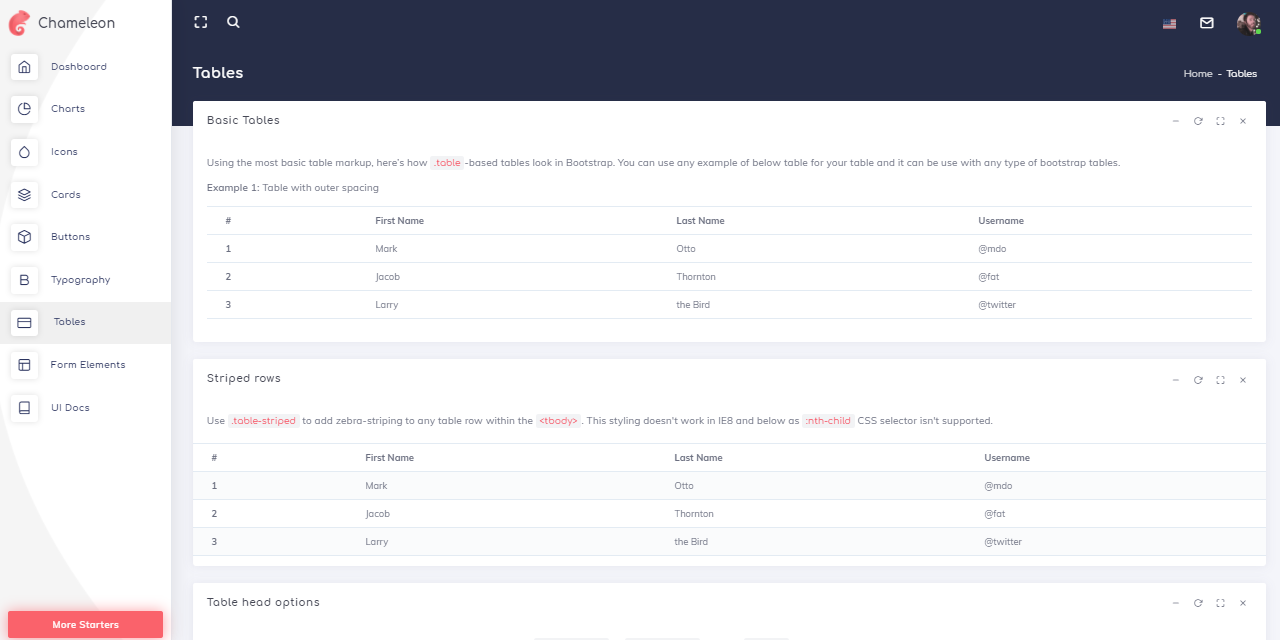 Chameleon
Dashboard
Charts
Icons
Cards
Buttons
Typography
Tables
Form Elements
UI Docs
More Starters
Tables
Home - Tables
Basic Tables
Using the most basic table markup, here's how .table-based tables look in Bootstrap. You can use any example of below table for your table and it can be use with any type of bootstrap tables.
Example 1: Table with outer spacing
# First Name Last Name Username
1 Mark Otto @mdo
2 Jacob Thornton @fat
3 Larry the Bird @twitter
Striped rows
Use .table-striped to add zebra-striping to any table row within the <tbody>. This styling doesn't work in IE8 and below as :nth-child CSS selector isn't supported.
# First Name Last Name Username
1 Mark Otto @mdo
2 Jacob Thornton @fat
3 Larry the Bird @twitter
Table head options